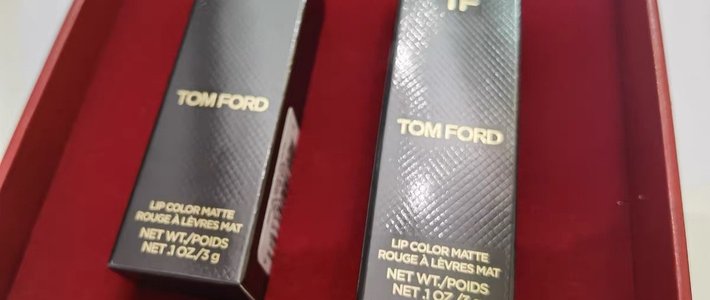 TOM FORD
LIP COLOR MATTE
ROUGE À LÈVRES MAT
NET WT./POIDS
NET .1 OZ/3 g
TF
TOM FORD
LIP COLOR MATTE
ROUGE À LÈVRES MAT
NET WT./POIDS
NET .1 OZ/3 g